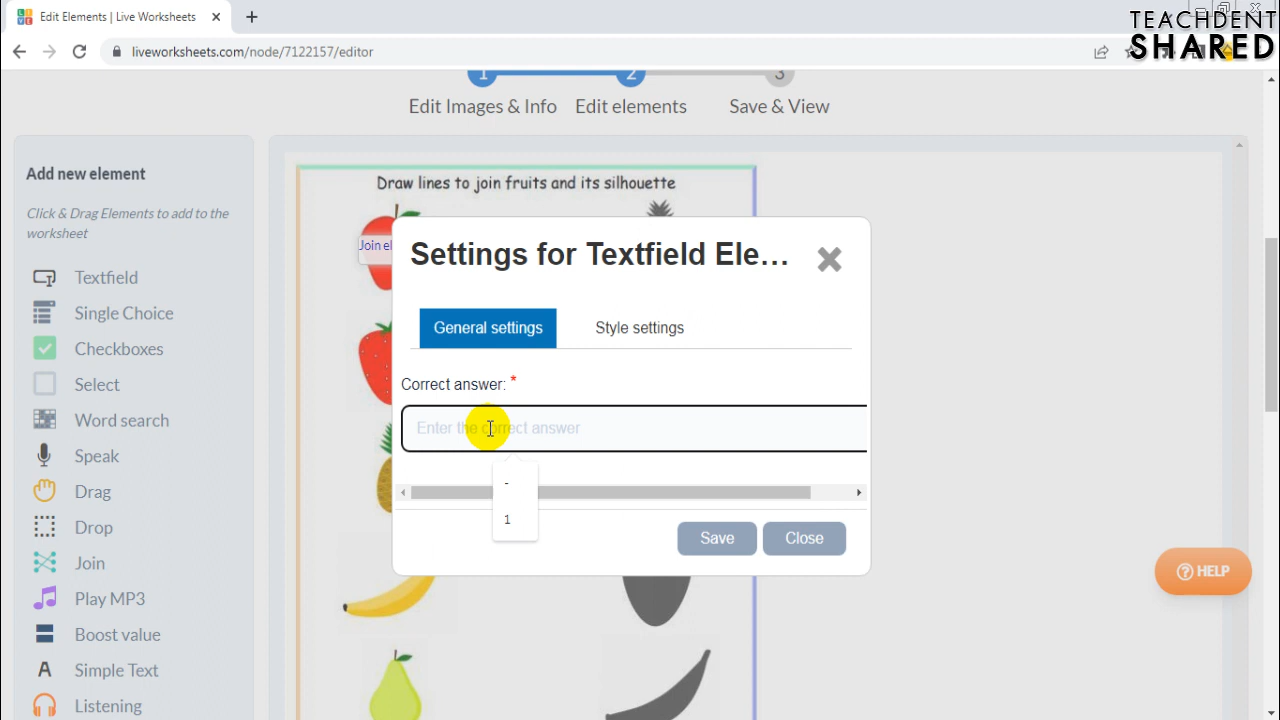 Edit Elements | Live Worksheets
TEACHDENT
SHARED
liveworksheets.com/node/7122157/editor
1 2 3
Edit Images & Info Edit elements Save & View
Add new element
Click & Drag Elements to add to the
worksheet
Textfield
Single Choice
Checkboxes
Select
Word search
Speak
Drag
Drop
Join
Play MP3
Boost value
Simple Text
Listening
Draw lines to join fruits and its silhouette
Join el
Settings for Textfield Ele...
General settings Style settings
Correct answer: *
Enter the correct answer
-
1
Save Close
HELP